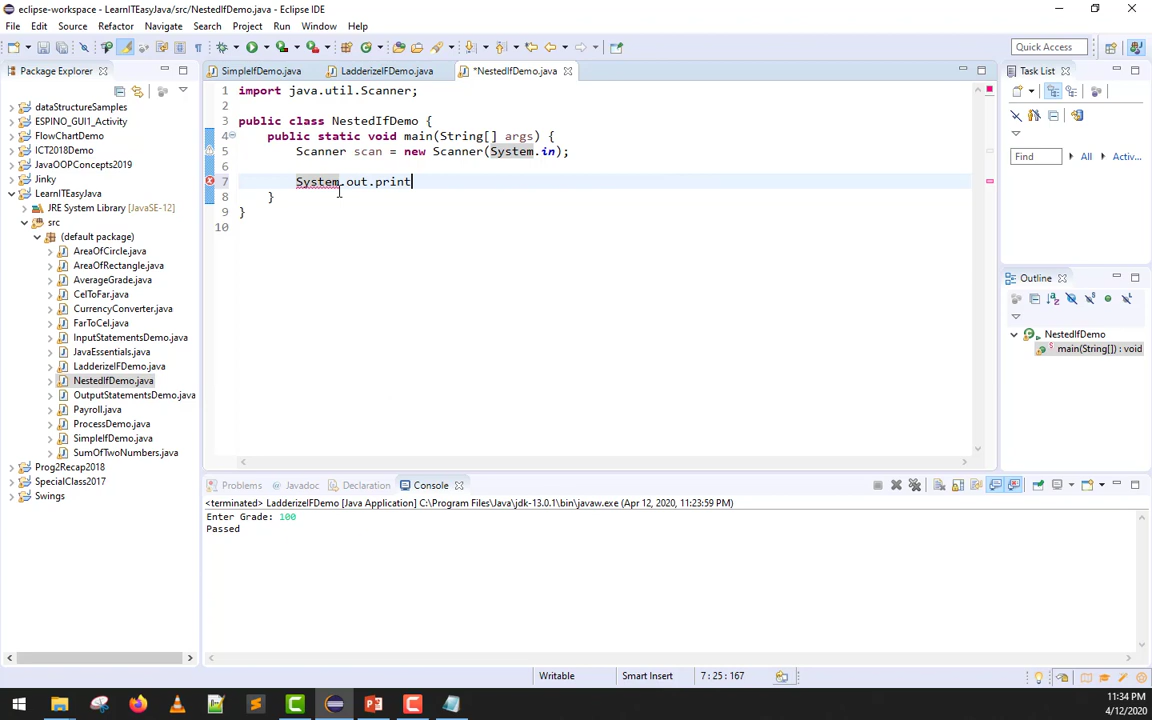 eclipse-workspace - LearnITEasyJava/src/NestedIfDemo.java - Eclipse IDE
File Edit Source Refactor Navigate Search Project Run Window Help
Quick Access
Package Explorer
SimpleIfDemo.java LadderizeIFDemo.java *NestedIfDemo.java
Task List
dataStructureSamples
ESPINO_GUI1_Activity
FlowChartDemo
ICT2018Demo
JavaOOPConcepts2019
Jinky
LearnITEasyJava
JRE System Library [JavaSE-12]
src
(default package)
AreaOfCircle.java
AreaOfRectangle.java
AverageGrade.java
CelToFar.java
CurrencyConverter.java
FarToCel.java
InputStatementsDemo.java
JavaEssentials.java
LadderizeIFDemo.java
NestedIfDemo.java
OutputStatementsDemo.java
Payroll.java
ProcessDemo.java
SimpleIfDemo.java
SumOfTwoNumbers.java
Prog2Recap2018
SpecialClass2017
Swings
1 import java.util.Scanner;
2
3 public class NestedIfDemo {
4 public static void main(String[] args) {
5 Scanner scan = new Scanner(System.in);
6
7 System.out.print
8 }
9 }
10
Find All Activ...
Outline
NestedIfDemo
main(String[]) : void
Problems Javadoc Declaration Console
<terminated> LadderizeIFDemo [Java Application] C:\Program Files\Java\jdk-13.0.1\bin\javaw.exe (Apr 12, 2020, 11:23:59 PM)
Enter Grade: 100
Passed
Writable Smart Insert 7 : 25 : 167
11:34 PM
4/12/2020